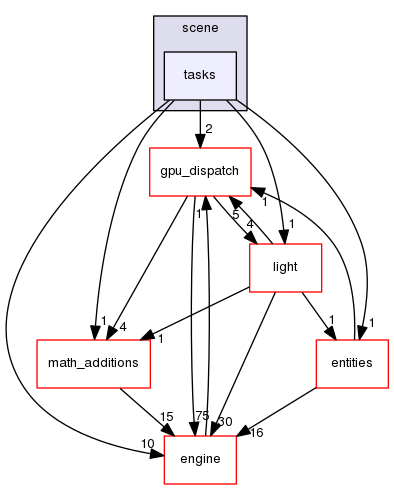 scene
tasks
2
gpu_dispatch
1
1
5
4
1
light
1
4
1
1
1
math_additions
entities
15
75
30
10
16
engine